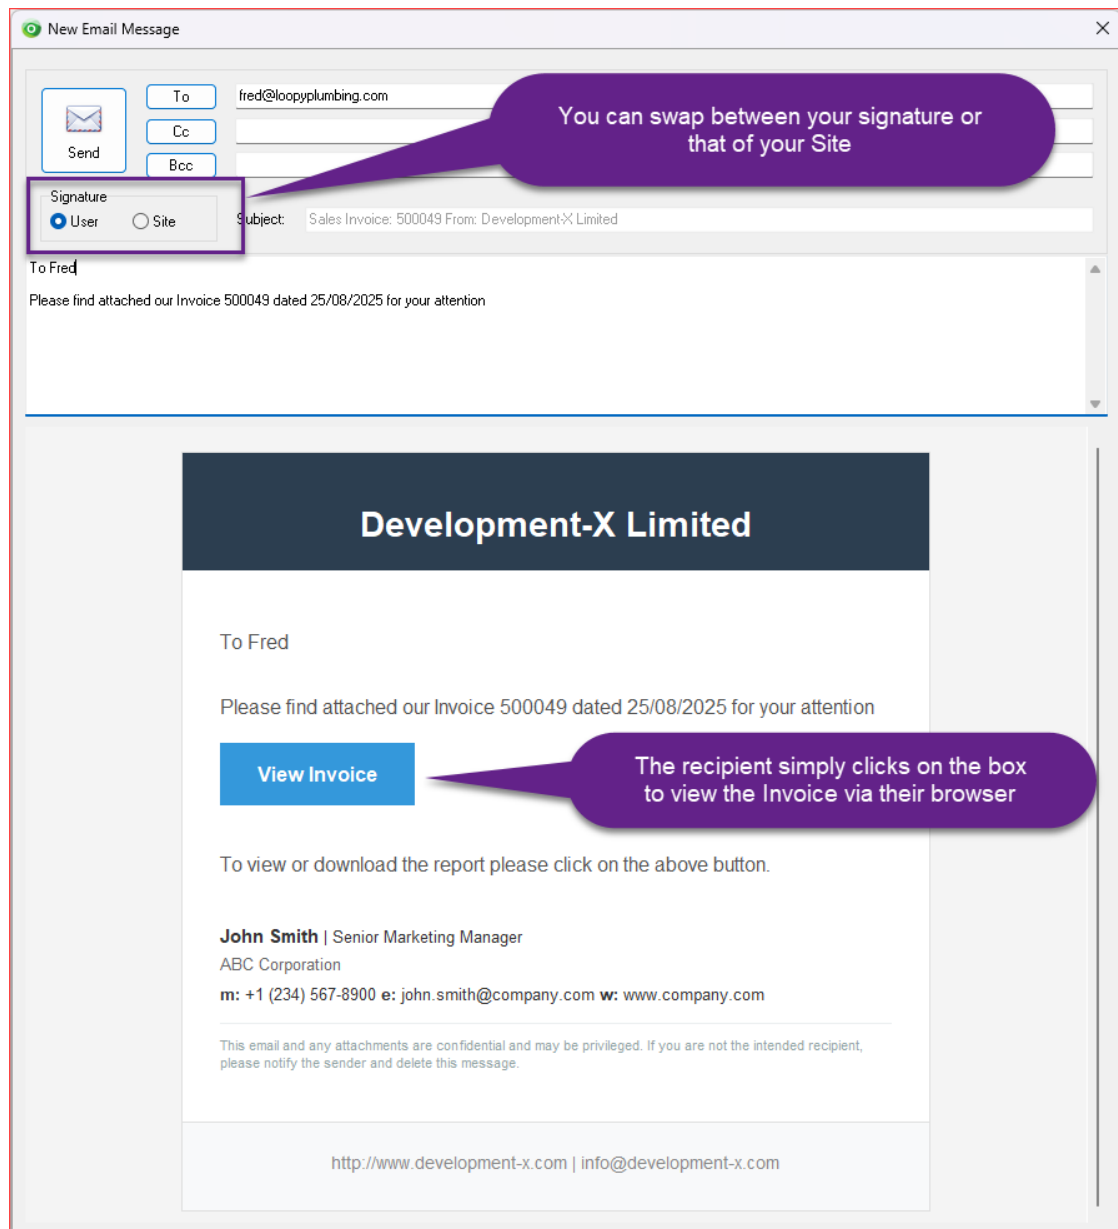 New Email Message
To
fred@loopyplumbing.com
You can swap between your signature or
that of your Site
Cc
Send
Bcc
Signature
User
Site
Subject:
Sales Invoice: 500049 From: Development-X Limited
To Fred
Please find attached our Invoice 500049 dated 25/08/2025 for your attention
Development-X Limited
To Fred
Please find attached our Invoice 500049 dated 25/08/2025 for your attention
View Invoice
The recipient simply clicks on the box
to view the Invoice via their browser
To view or download the report please click on the above button.
John Smith | Senior Marketing Manager
ABC Corporation
m: +1 (234) 567-8900 e: john.smith@company.com w: www.company.com
This email and any attachments are confidential and may be privileged. If you are not the intended recipient,
please notify the sender and delete this message.
http://www.development-x.com | info@development-x.com